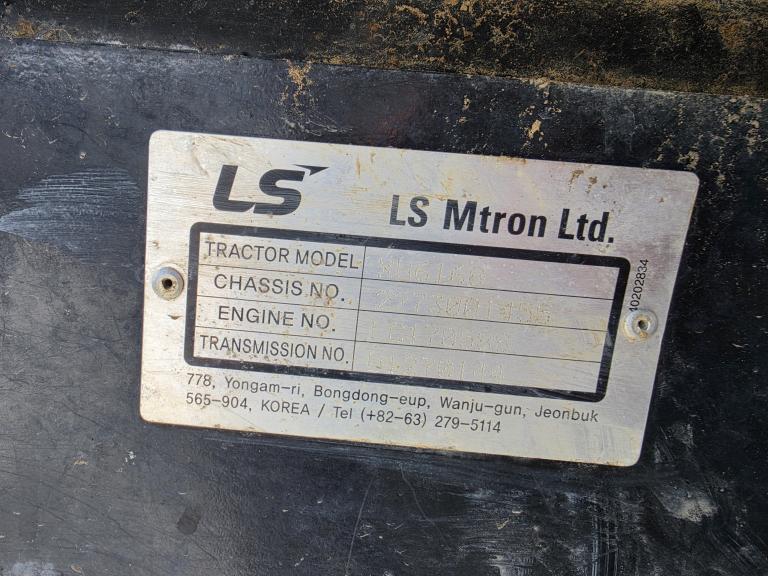 LS
LS Mtron Ltd.
TRACTOR MODEL
CHASSIS NO.
ENGINE NO.
TRANSMISSION NO.
40202834
778, Yongam-ri, Bongdong-eup, Wanju-gun, Jeonbuk
565-904, KOREA / Tel (+82-63) 279-5114